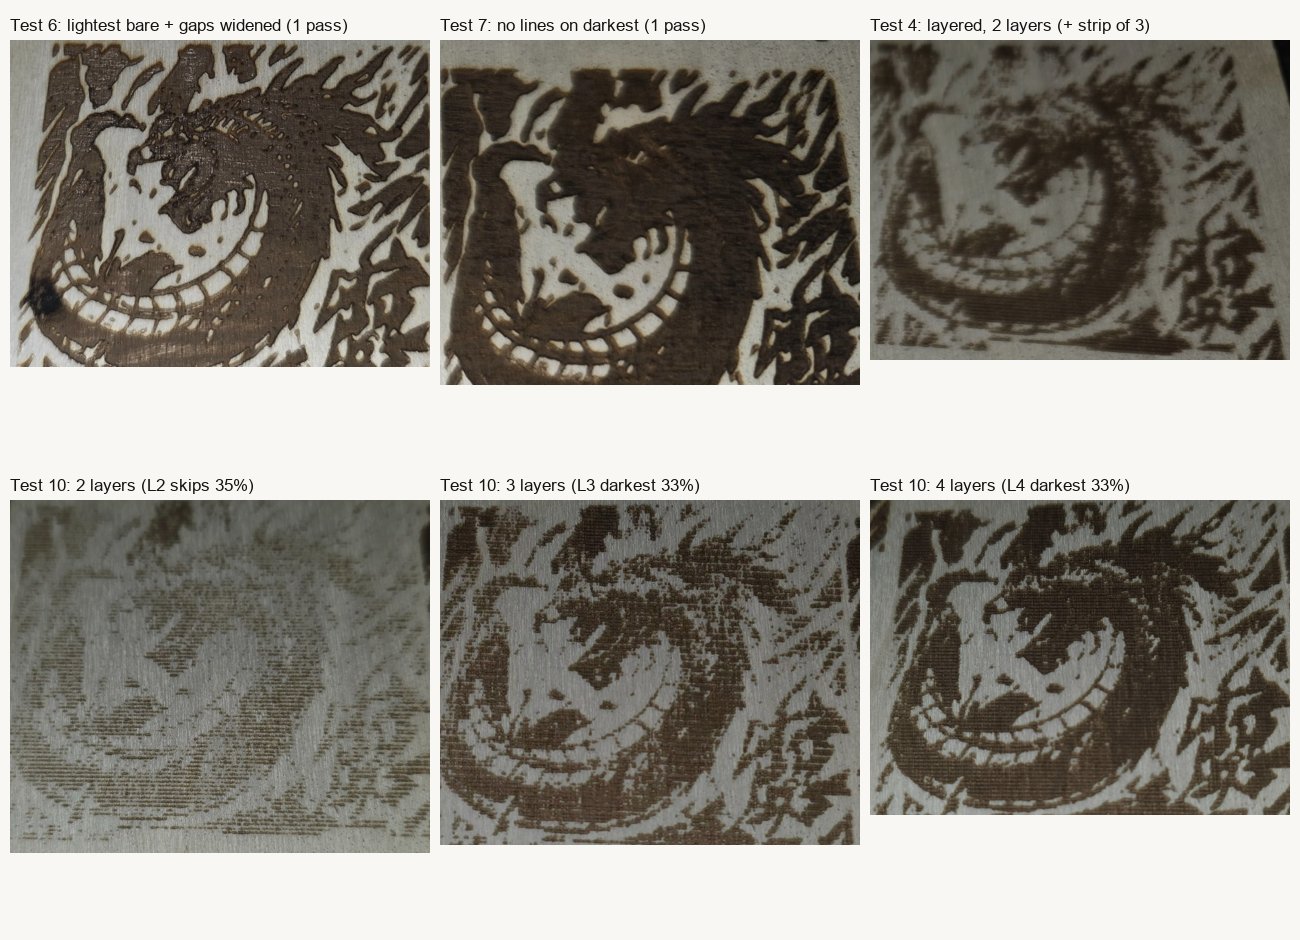 Test 6: lightest bare + gaps widened (1 pass)
Test 7: no lines on darkest (1 pass)
Test 4: layered, 2 layers (+ strip of 3)
Test 10: 2 layers (L2 skips 35%)
Test 10: 3 layers (L3 darkest 33%)
Test 10: 4 layers (L4 darkest 33%)